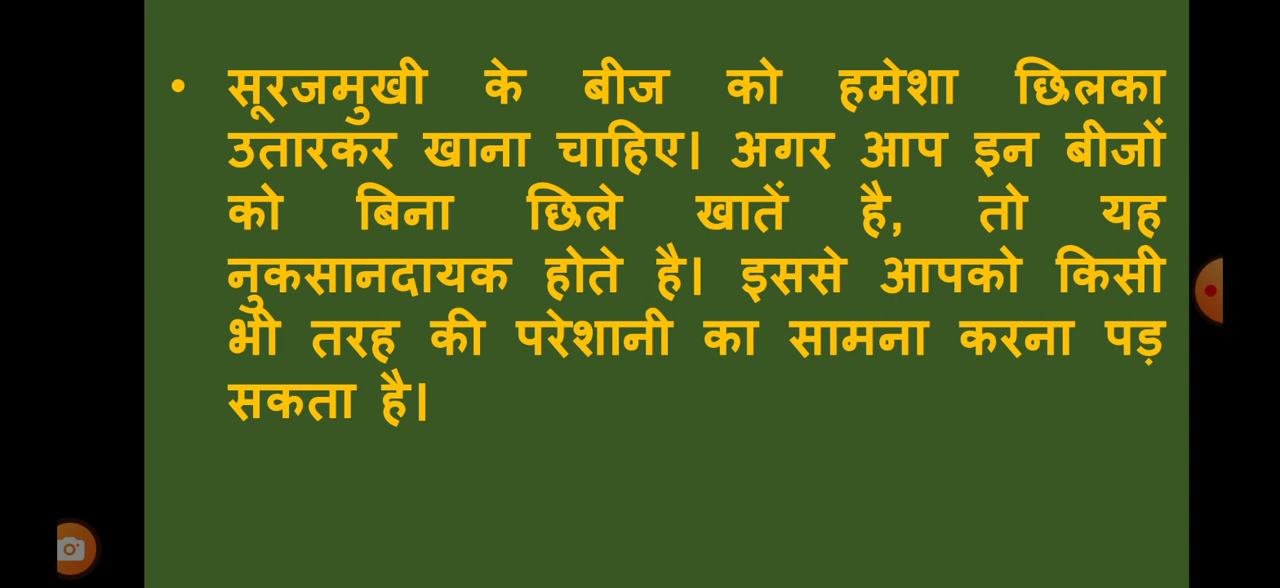 • सूरजमुखी के बीज को हमेशा छिलका
उतारकर खाना चाहिए। अगर आप इन बीजों
को बिना छिले खातें है, तो यह
नुकसानदायक होते है। इससे आपको किसी
भी तरह की परेशानी का सामना करना पड़
सकता है।